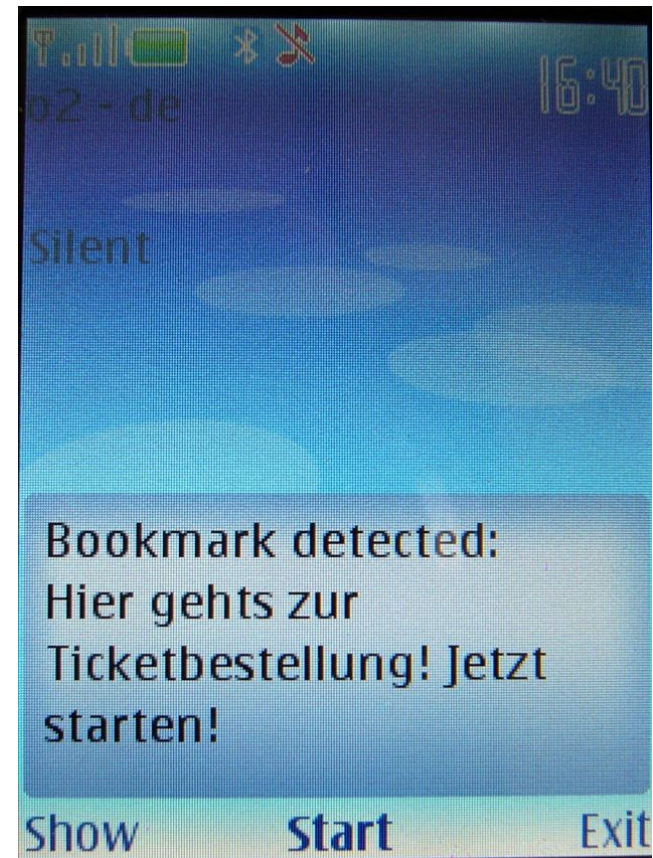 16:40
o2 - de
Silent
Bookmark detected:
Hier gehts zur
Ticketbestellung! Jetzt
starten!
Show Start Exit